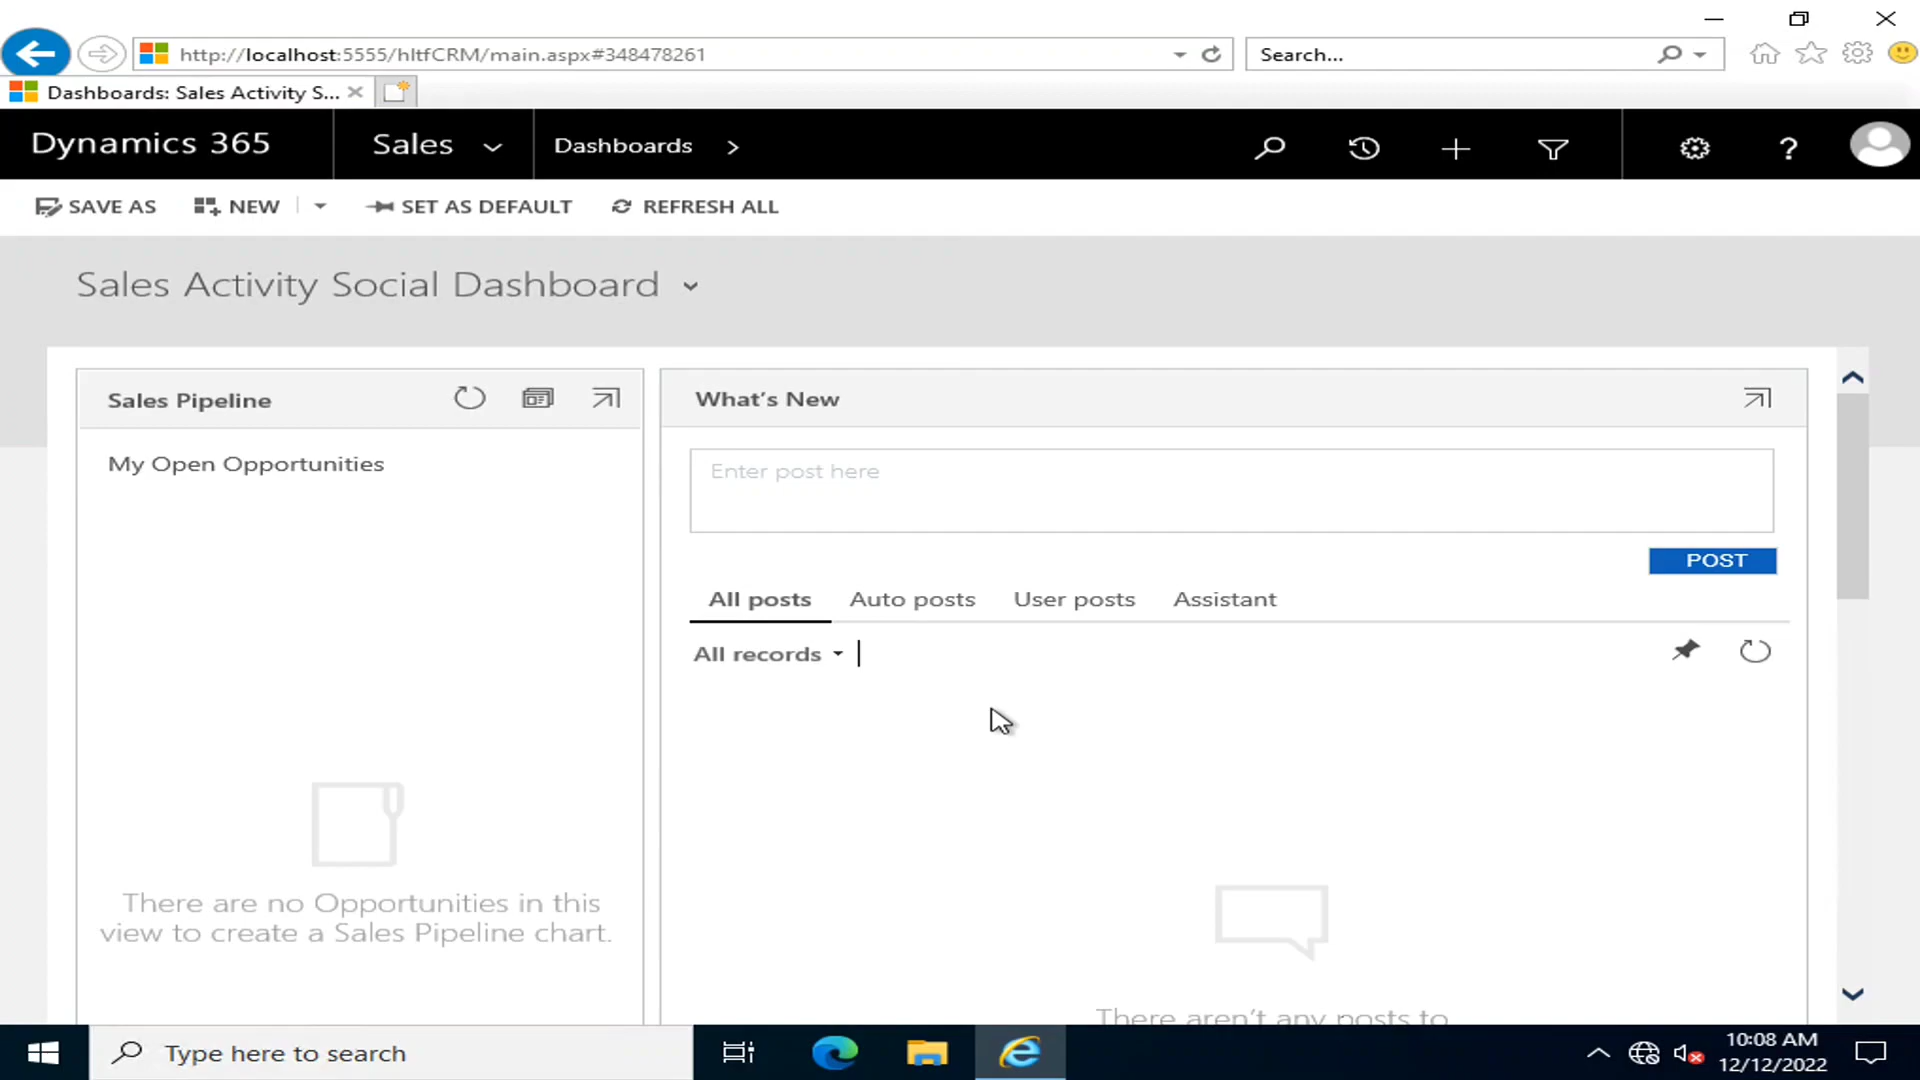 http://localhost:5555/hltfCRM/main.aspx#348478261
Search...
Dashboards: Sales Activity S...
Dynamics 365
Sales
Dashboards
?
SAVE AS
NEW
SET AS DEFAULT
REFRESH ALL
Sales Activity Social Dashboard
Sales Pipeline
My Open Opportunities
There are no Opportunities in this
view to create a Sales Pipeline chart.
What's New
Enter post here
POST
All posts
Auto posts
User posts
Assistant
All records
There aren't any posts to
Type here to search
10:08 AM
12/12/2022